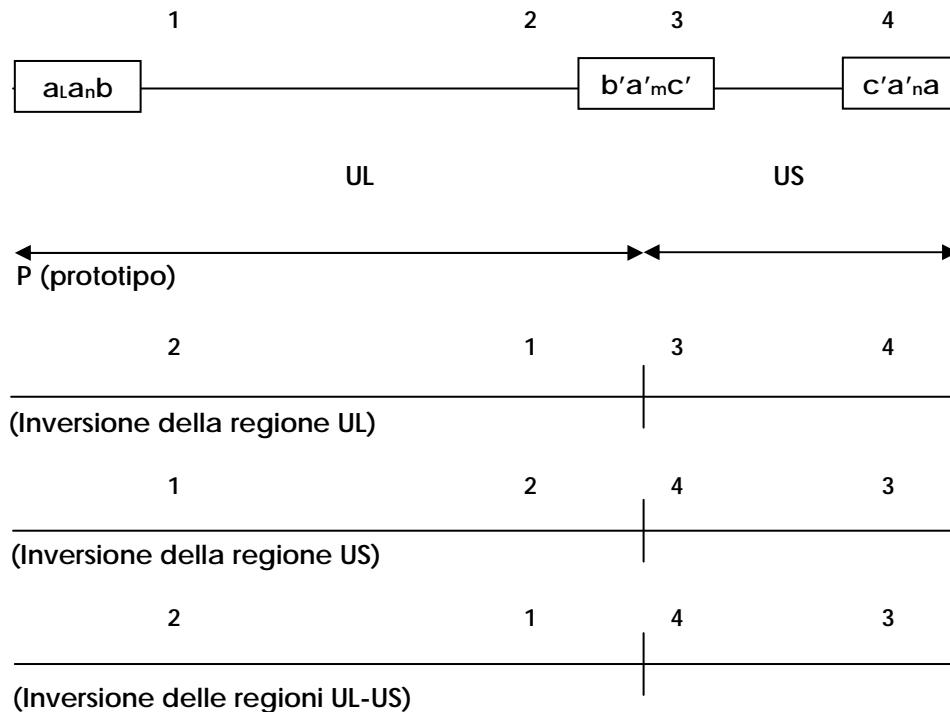 1 2 3 4
aLanb b'a'mc' c'a'na
UL US
P (prototipo)
2 1 3 4
(Inversione della regione UL)
1 2 4 3
(Inversione della regione US)
2 1 4 3
(Inversione delle regioni UL-US)